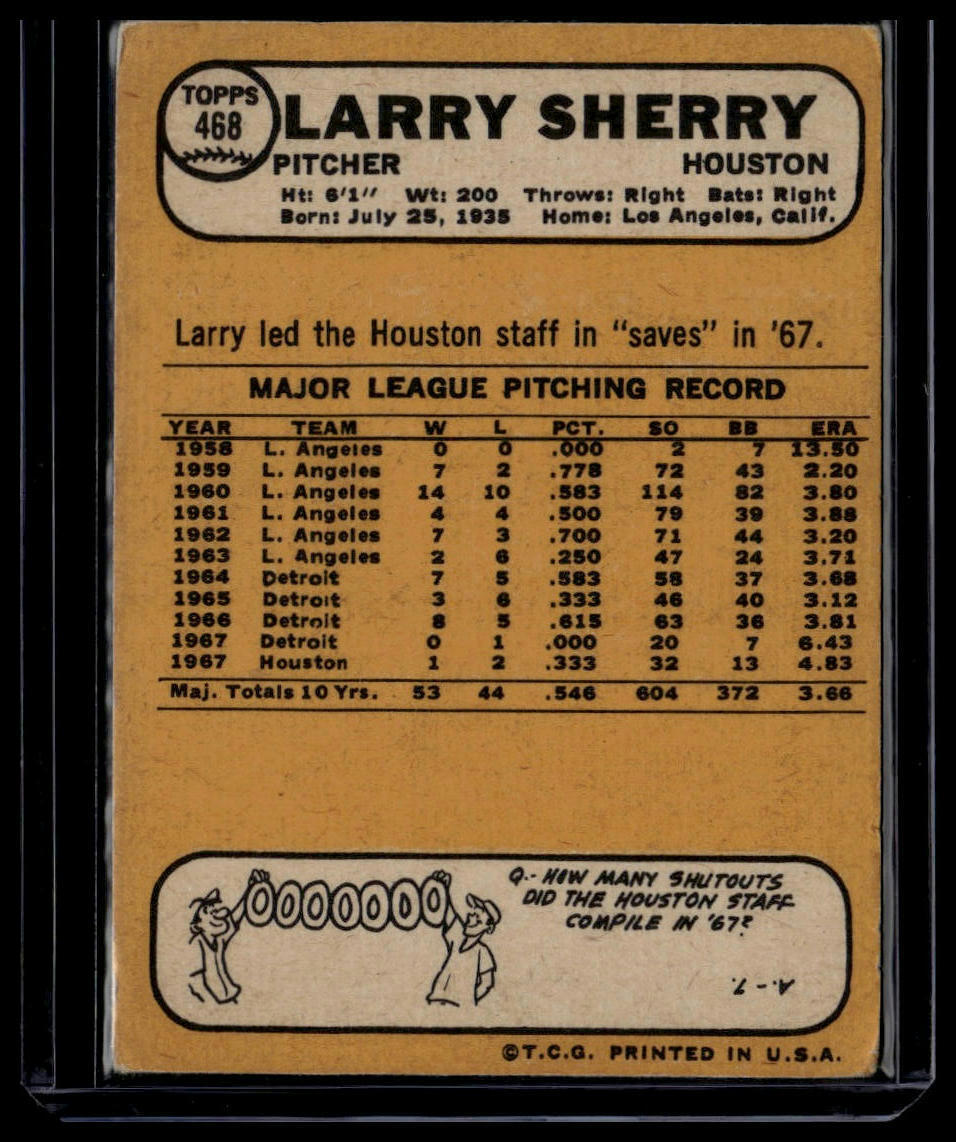 TOPPS
468
LARRY SHERRY
PITCHER HOUSTON
Ht: 6'1" Wt: 200 Throws: Right Bats: Right
Born: July 25, 1935 Home: Los Angeles, Calif.
Larry led the Houston staff in "saves" in '67.
MAJOR LEAGUE PITCHING RECORD
YEAR TEAM W L PCT. SO BB ERA
1958 L. Angeles 0 0 .000 2 7 13.50
1959 L. Angeles 7 2 .778 72 43 2.20
1960 L. Angeles 14 10 .583 114 82 3.80
1961 L. Angeles 4 4 .500 79 39 3.88
1962 L. Angeles 7 3 .700 71 44 3.20
1963 L. Angeles 2 6 .250 47 24 3.71
1964 Detroit 7 5 .583 58 37 3.68
1965 Detroit 3 6 .333 46 40 3.12
1966 Detroit 8 5 .615 63 36 3.81
1967 Detroit 0 1 .000 20 7 6.43
1967 Houston 1 2 .333 32 13 4.83
Maj. Totals 10 Yrs. 53 44 .546 604 372 3.66
0000000
Q.- HOW MANY SHUTOUTS
DID THE HOUSTON STAFF
COMPILE IN '67?
A.- 7.
©T.C.G. PRINTED IN U.S.A.